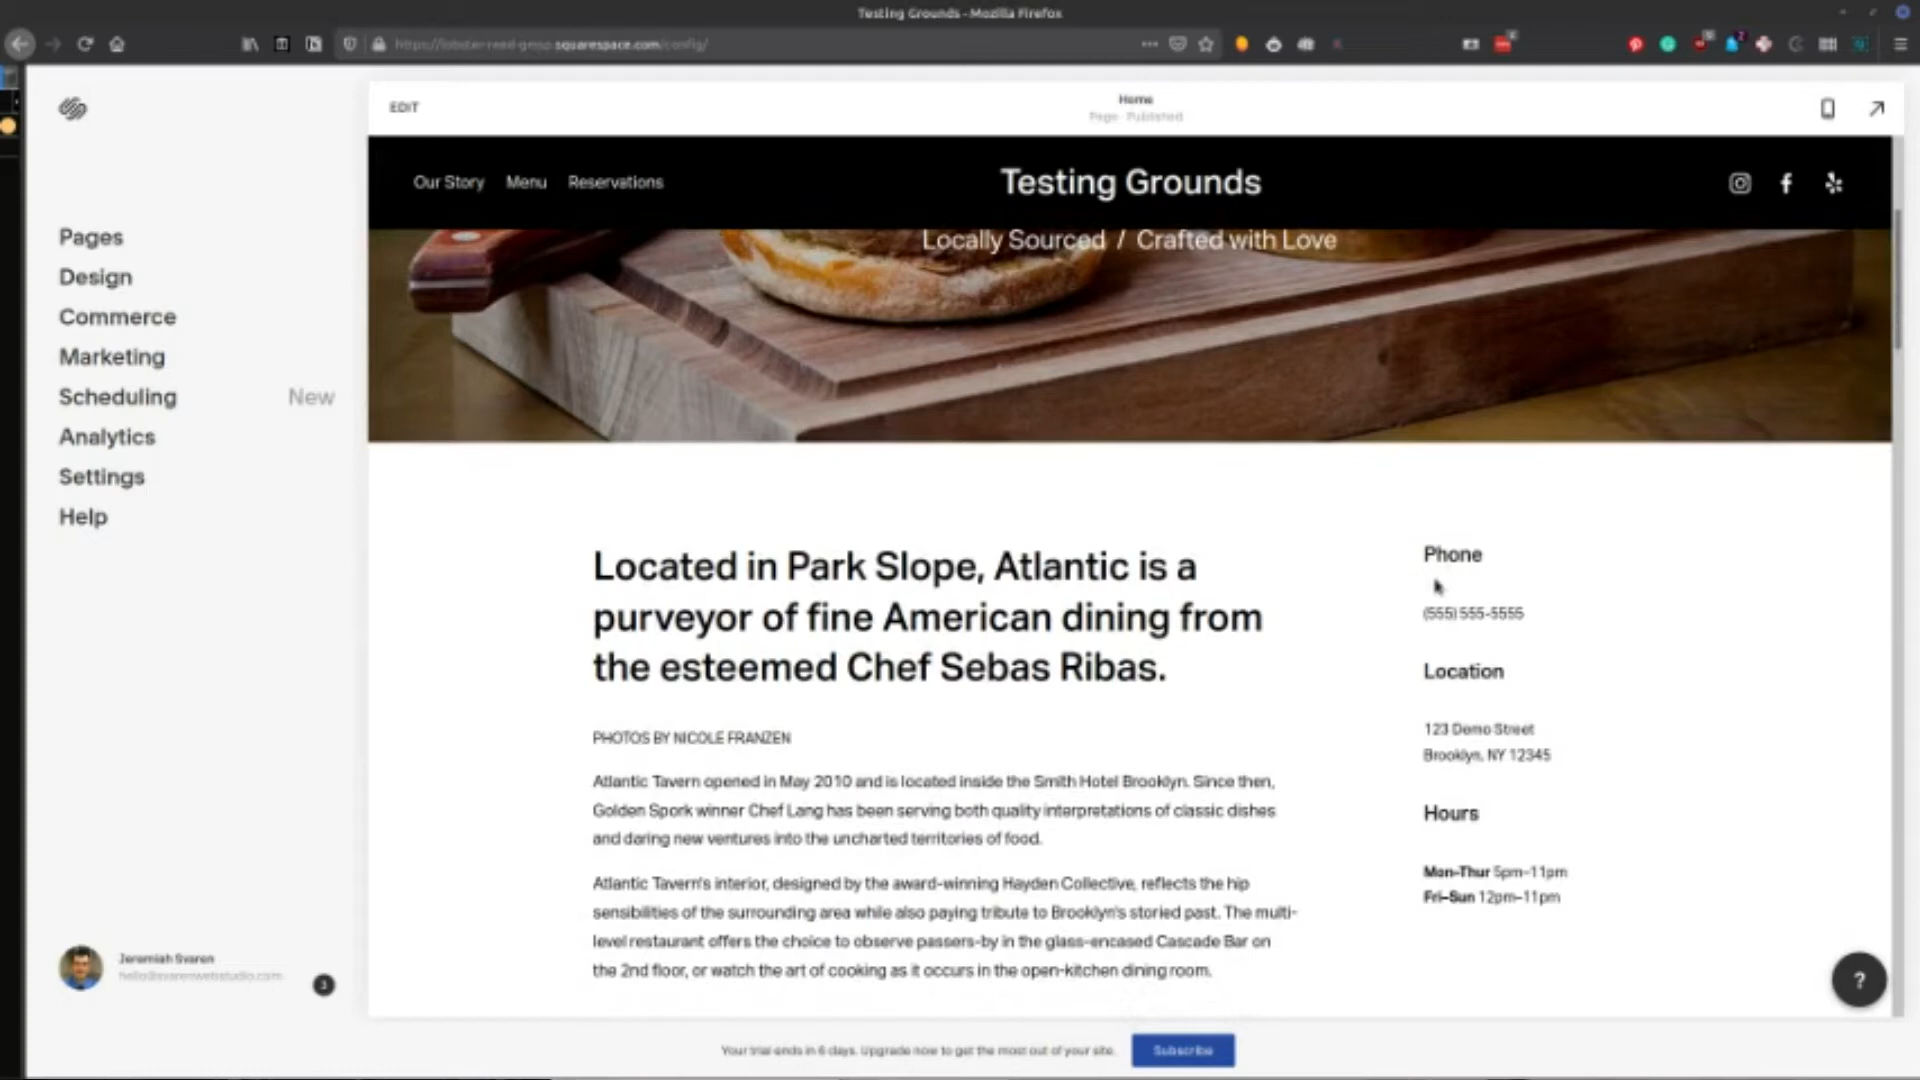 Testing Grounds - Mozilla Firefox
squarespace.com/config/
EDIT
Home
Page · Published
Our Story Menu Reservations
Testing Grounds
Locally Sourced / Crafted with Love
Pages
Design
Commerce
Marketing
Scheduling New
Analytics
Settings
Help
Located in Park Slope, Atlantic is a
purveyor of fine American dining from
the esteemed Chef Sebas Ribas.
PHOTOS BY NICOLE FRANZEN
Atlantic Tavern opened in May 2010 and is located inside the Smith Hotel Brooklyn. Since then,
Golden Spork winner Chef Lang has been serving both quality interpretations of classic dishes
and daring new ventures into the uncharted territories of food.
Atlantic Tavern's interior, designed by the award-winning Hayden Collective, reflects the hip
sensibilities of the surrounding area while also paying tribute to Brooklyn's storied past. The multi-
level restaurant offers the choice to observe passers-by in the glass-encased Cascade Bar on
the 2nd floor, or watch the art of cooking as it occurs in the open-kitchen dining room.
Phone
(555) 555-5555
Location
123 Demo Street
Brooklyn, NY 12345
Hours
Mon-Thur 5pm-11pm
Fri-Sun 12pm-11pm
Jeremiah Svaren
hello@svarenwebstudio.com
3
?
Your trial ends in 6 days. Upgrade now to get the most out of your site.
Subscribe